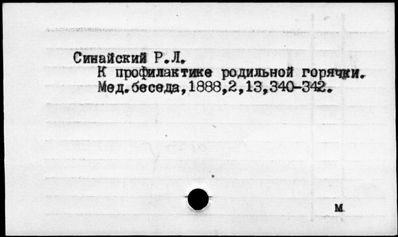 Синайский Р.Л.
К профилактике родильной горячки.
Мед.беседа,1888,2,13,340-342.
м